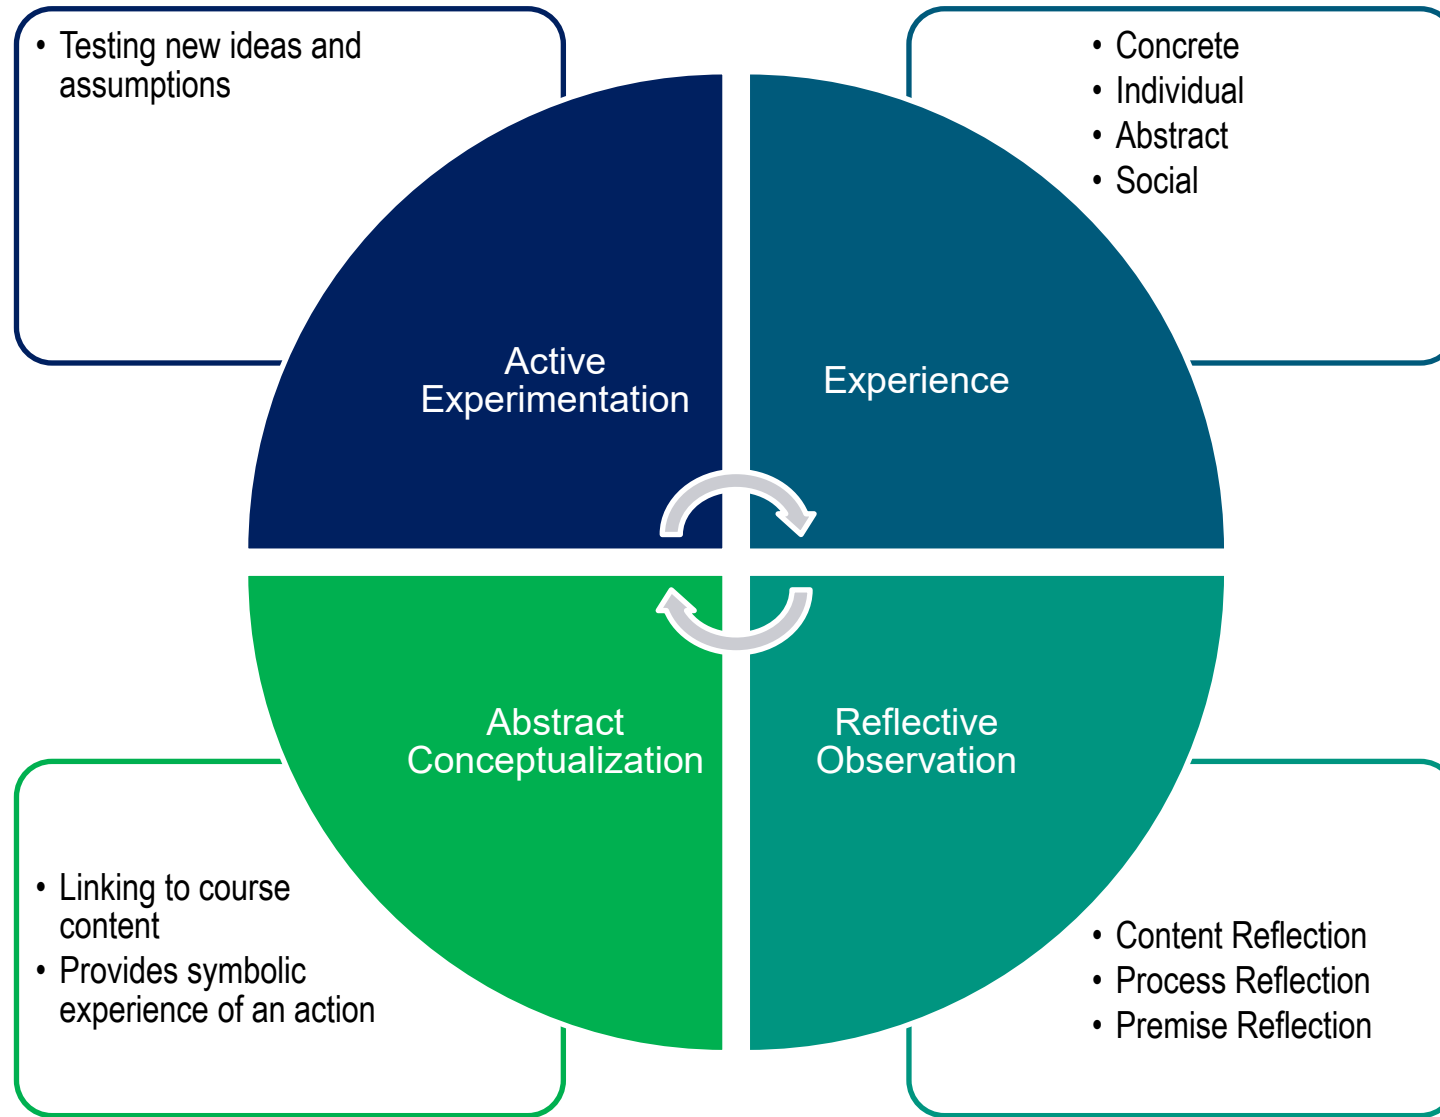 • Testing new ideas and
assumptions
• Concrete
• Individual
• Abstract
• Social
Active
Experimentation
Experience
Abstract
Conceptualization
Reflective
Observation
• Linking to course
content
• Provides symbolic
experience of an action
• Content Reflection
• Process Reflection
• Premise Reflection